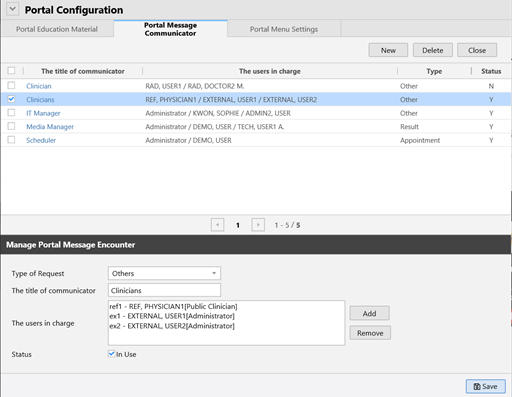 Portal Configuration
Portal Education Material
Portal Message Communicator
Portal Menu Settings
New Delete Close
The title of communicator The users in charge Type Status
Clinician RAD, USER1 / RAD, DOCTOR2 M. Other N
Clinicians REF, PHYSICIAN1 / EXTERNAL, USER1 / EXTERNAL, USER2 Other Y
IT Manager Administrator / KWON, SOPHIE / ADMIN2, USER Other Y
Media Manager Administrator / DEMO, USER / TECH, USER1 A. Result Y
Scheduler Administrator / DEMO, USER Appointment Y
1 1 - 5 / 5
Manage Portal Message Encounter
Type of Request Others
The title of communicator Clinicians
ref1 - REF, PHYSICIAN1[Public Clinician]
ex1 - EXTERNAL, USER1[Administrator]
ex2 - EXTERNAL, USER2[Administrator]
The users in charge
Add
Remove
Status In Use
Save